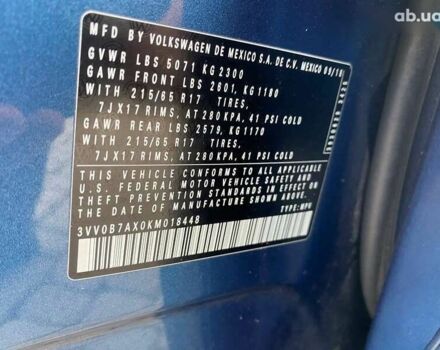 ab.ua
MFD BY VOLKSWAGEN DE MEXICO S.A. DE C.V. MEXICO 09/18
GVWR LBS 5071 KG 2300
GAWR FRONT LBS 2601, KG 1180
WITH 215/65 R17 TIRES,
7JX17 RIMS, AT 280 KPA, 41 PSI COLD
GAWR REAR LBS 2579, KG 1170
WITH 215/65 R17 TIRES,
7JX17 RIMS, AT 280 KPA, 41 PSI COLD
THIS VEHICLE CONFORMS TO ALL APPLICABLE
U.S. FEDERAL MOTOR VEHICLE SAFETY AND
THEFT PREVENTION STANDARDS IN EFFECT ON
THE DATE OF MANUFACTURE SHOWN ABOVE.
3VV0B7AX0KM018448 TYPE: MPV